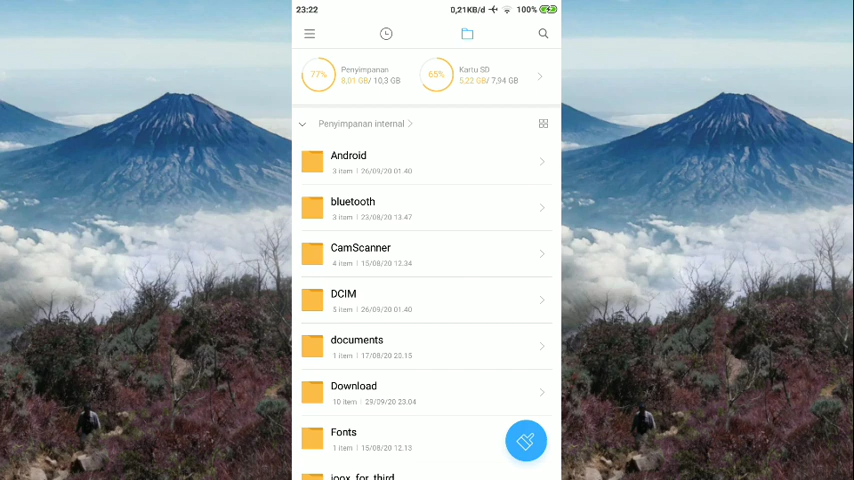 23:22
0,21KB/d 100%
77% Penyimpanan
8,01 GB/ 10,3 GB
65% Kartu SD
5,22 GB/ 7,94 GB
Penyimpanan internal
Android
3 item | 26/09/20 01.40
bluetooth
3 item | 23/08/20 13.47
CamScanner
4 item | 15/08/20 12.34
DCIM
5 item | 26/09/20 01.40
documents
1 item | 17/08/20 20.15
Download
10 item | 29/09/20 23.04
Fonts
1 item | 15/08/20 12.13
joox_for_third